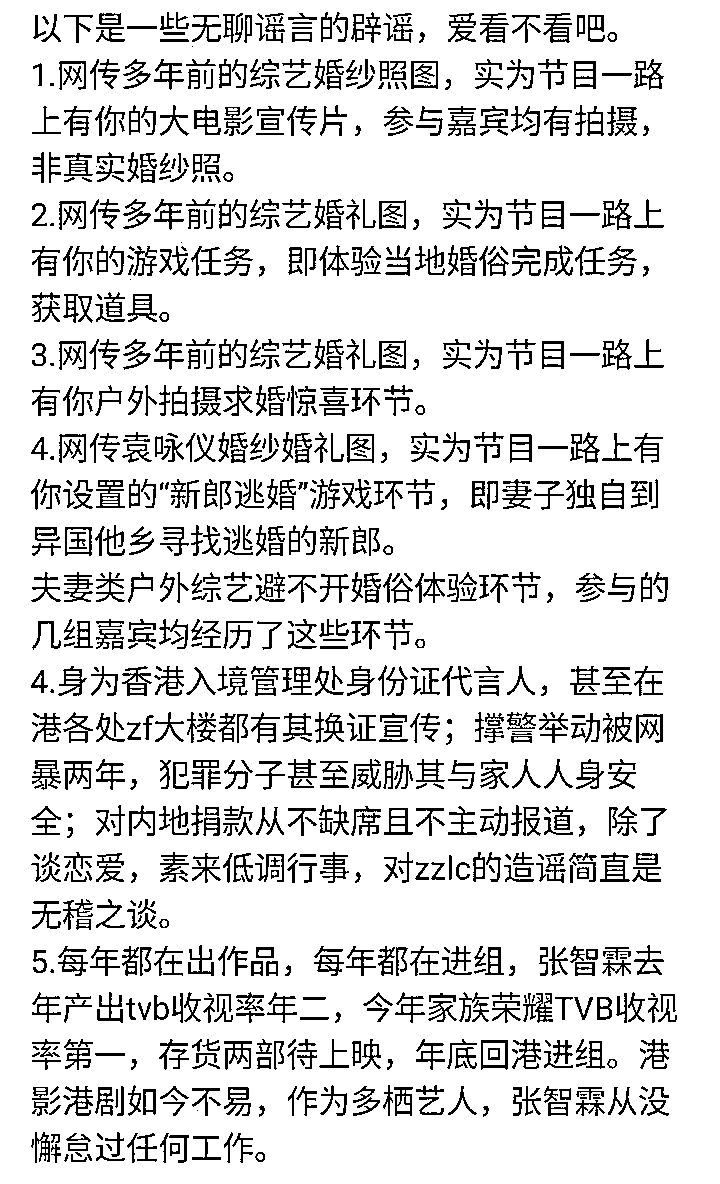 以下是一些无聊谣言的辟谣，爱看不看吧。
1.网传多年前的综艺婚纱照图，实为节目一路
上有你的大电影宣传片，参与嘉宾均有拍摄，
非真实婚纱照。
2.网传多年前的综艺婚礼图，实为节目一路上
有你的游戏任务，即体验当地婚俗完成任务，
获取道具。
3.网传多年前的综艺婚礼图，实为节目一路上
有你户外拍摄求婚惊喜环节。
4.网传袁咏仪婚纱婚礼图，实为节目一路上有
你设置的“新郎逃婚”游戏环节，即妻子独自到
异国他乡寻找逃婚的新郎。
夫妻类户外综艺避不开婚俗体验环节，参与的
几组嘉宾均经历了这些环节。
4.身为香港入境管理处身份证代言人，甚至在
港各处zf大楼都有其换证宣传；撑警举动被网
暴两年，犯罪分子甚至威胁其与家人人身安
全；对内地捐款从不缺席且不主动报道，除了
谈恋爱，素来低调行事，对zzlc的造谣简直是
无稽之谈。
5.每年都在出作品，每年都在进组，张智霖去
年产出tvb收视率年二，今年家族荣耀TVB收视
率第一，存货两部待上映，年底回港进组。港
影港剧如今不易，作为多栖艺人，张智霖从没
懈怠过任何工作。